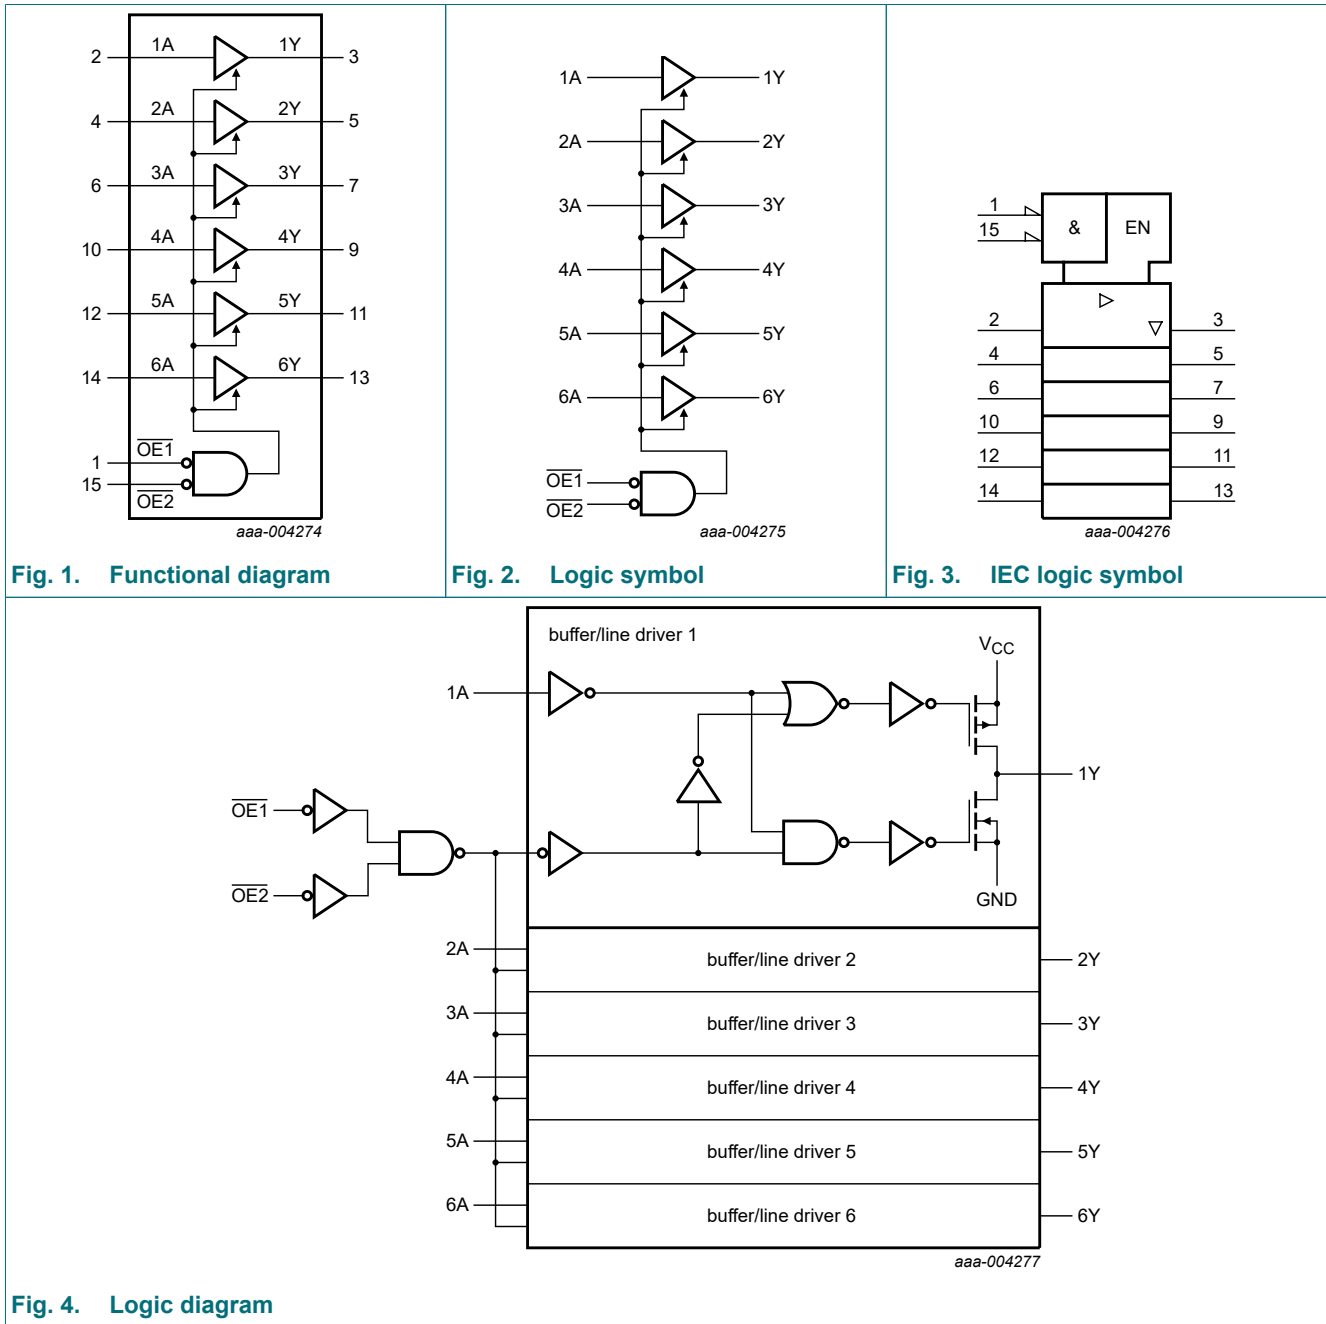 2 1A 1Y 3
4 2A 2Y 5
6 3A 3Y 7
10 4A 4Y 9
12 5A 5Y 11
14 6A 6Y 13
1 OE1
15 OE2
aaa-004274
Fig. 1. Functional diagram
1A 1Y
2A 2Y
3A 3Y
4A 4Y
5A 5Y
6A 6Y
OE1
OE2
aaa-004275
Fig. 2. Logic symbol
1
15
& EN
2 3
4 5
6 7
10 9
12 11
14 13
aaa-004276
Fig. 3. IEC logic symbol
buffer/line driver 1
VCC
1A
1Y
OE1
OE2
GND
2A buffer/line driver 2 2Y
3A buffer/line driver 3 3Y
4A buffer/line driver 4 4Y
5A buffer/line driver 5 5Y
6A buffer/line driver 6 6Y
aaa-004277
Fig. 4. Logic diagram